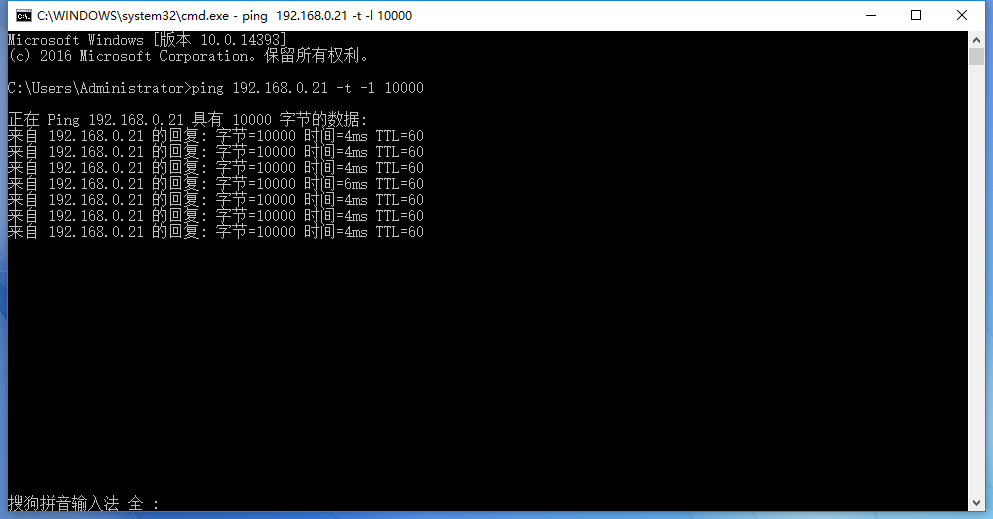 C:\WINDOWS\system32\cmd.exe - ping  192.168.0.21 -t -l 10000
Microsoft Windows [版本 10.0.14393]
(c) 2016 Microsoft Corporation。保留所有权利。
C:\Users\Administrator>ping 192.168.0.21 -t -l 10000
正在 Ping 192.168.0.21 具有 10000 字节的数据:
来自 192.168.0.21 的回复: 字节=10000 时间=4ms TTL=60
来自 192.168.0.21 的回复: 字节=10000 时间=4ms TTL=60
来自 192.168.0.21 的回复: 字节=10000 时间=4ms TTL=60
来自 192.168.0.21 的回复: 字节=10000 时间=6ms TTL=60
来自 192.168.0.21 的回复: 字节=10000 时间=4ms TTL=60
来自 192.168.0.21 的回复: 字节=10000 时间=4ms TTL=60
来自 192.168.0.21 的回复: 字节=10000 时间=4ms TTL=60
搜狗拼音输入法 全 :